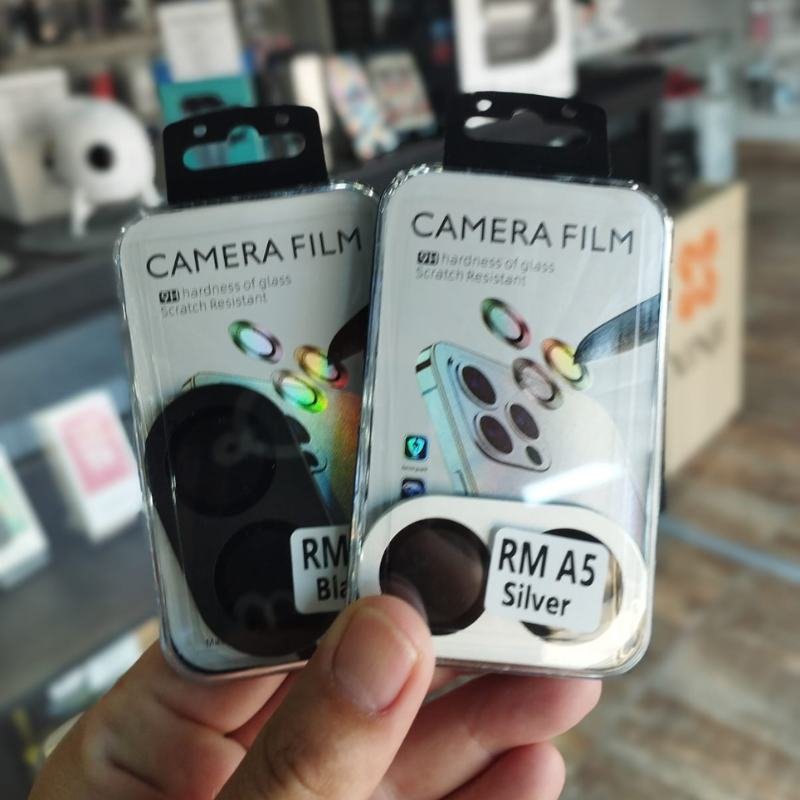 CAMERA FILM
9H hardness of glass
Scratch Resistant
RM
Bla
CAMERA FILM
9H hardness of glass
Scratch Resistant
RM A5
Silver